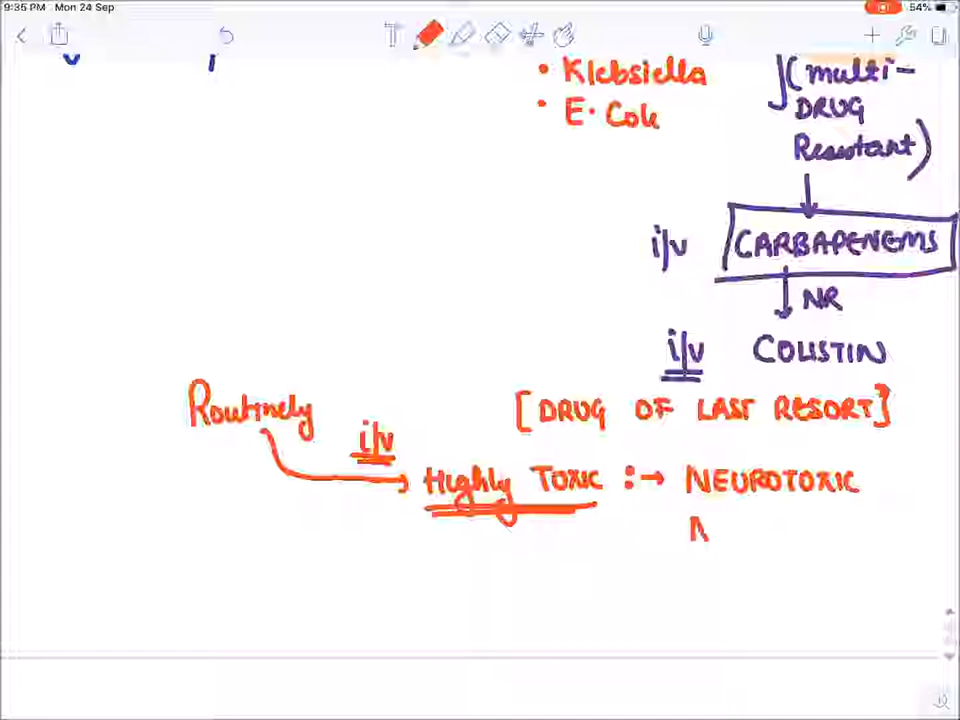 9:35 PM Mon 24 Sep
54%
T
• Klebsiella
• E. Coli
(multi-
DRUG
Resistant)
i/v CARBAPENEMS
NR
i/v COLISTIN
Routinely
[DRUG OF LAST RESORT]
i/v
Highly TOXIC :→ NEUROTOXIC
N